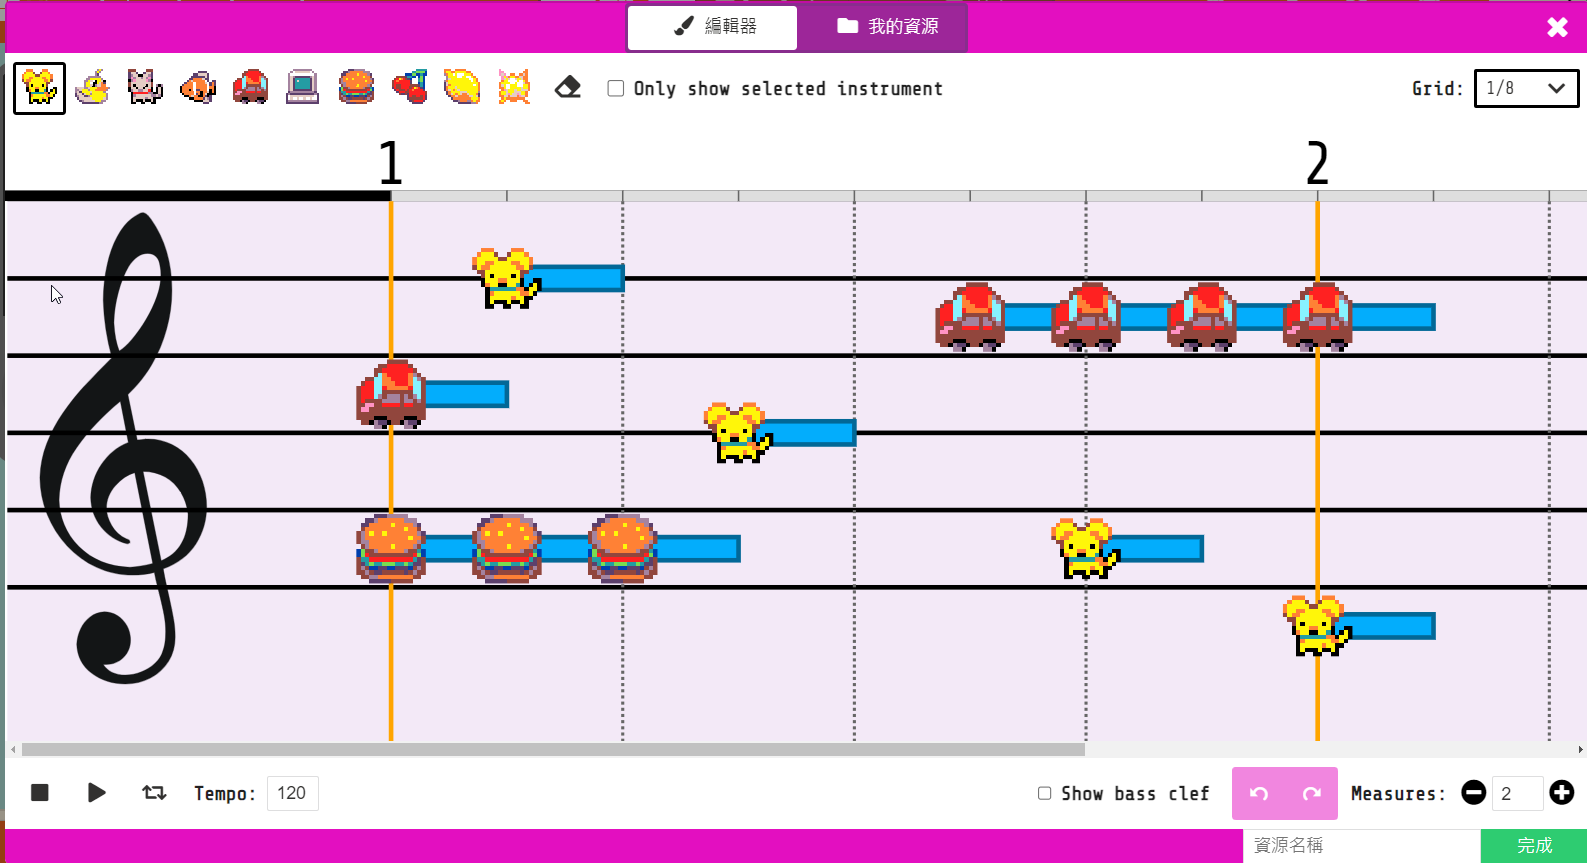 編輯器
我的資源
Only show selected instrument
Grid: 1/8
1
2
Tempo: 120
Show bass clef
Measures: 2
資源名稱
完成